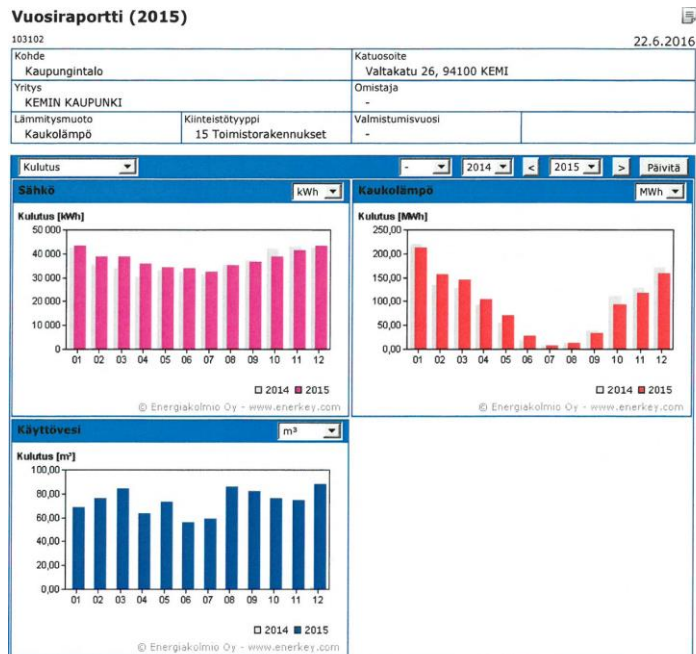 Vuosiraportti (2015)
103102
22.6.2016
Kohde
Kaupungintalo
Katuosoite
Valtakatu 26, 94100 KEMI
Yritys
KEMIN KAUPUNKI
Omistaja
-
Lämmitysmuoto
Kaukolämpö
Kiinteistötyyppi
15 Toimistorakennukset
Valmistumisvuosi
-
Kulutus
- 2014 < 2015 > Päivitä
Sähkö kWh
Kulutus [kWh]
50 000
40 000
30 000
20 000
10 000
0
01 02 03 04 05 06 07 08 09 10 11 12
2014 2015
© Energiakolmio Oy - www.enerkey.com
Kaukolämpö MWh
Kulutus [MWh]
250,00
200,00
150,00
100,00
50,00
0,00
01 02 03 04 05 06 07 08 09 10 11 12
2014 2015
© Energiakolmio Oy - www.enerkey.com
Käyttövesi m³
Kulutus [m³]
100,00
80,00
60,00
40,00
20,00
0,00
01 02 03 04 05 06 07 08 09 10 11 12
2014 2015
© Energiakolmio Oy - www.enerkey.com